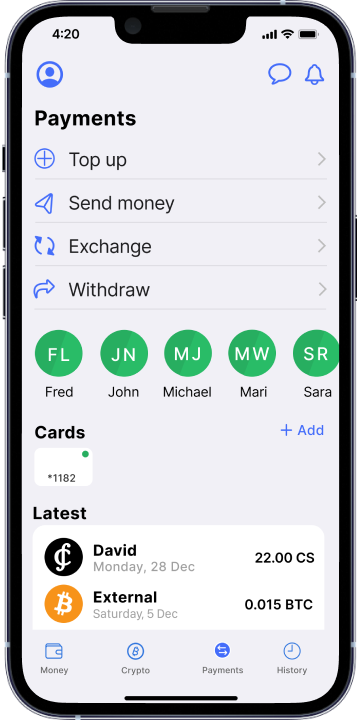 4:20
Payments
Top up
Send money
Exchange
Withdraw
FL JN MJ MW SR
Fred John Michael Mari Sara
Cards + Add
*1182
Latest
David
22.00 CS
Monday, 28 Dec
External
0.015 BTC
Saturday, 5 Dec
Money Crypto Payments History